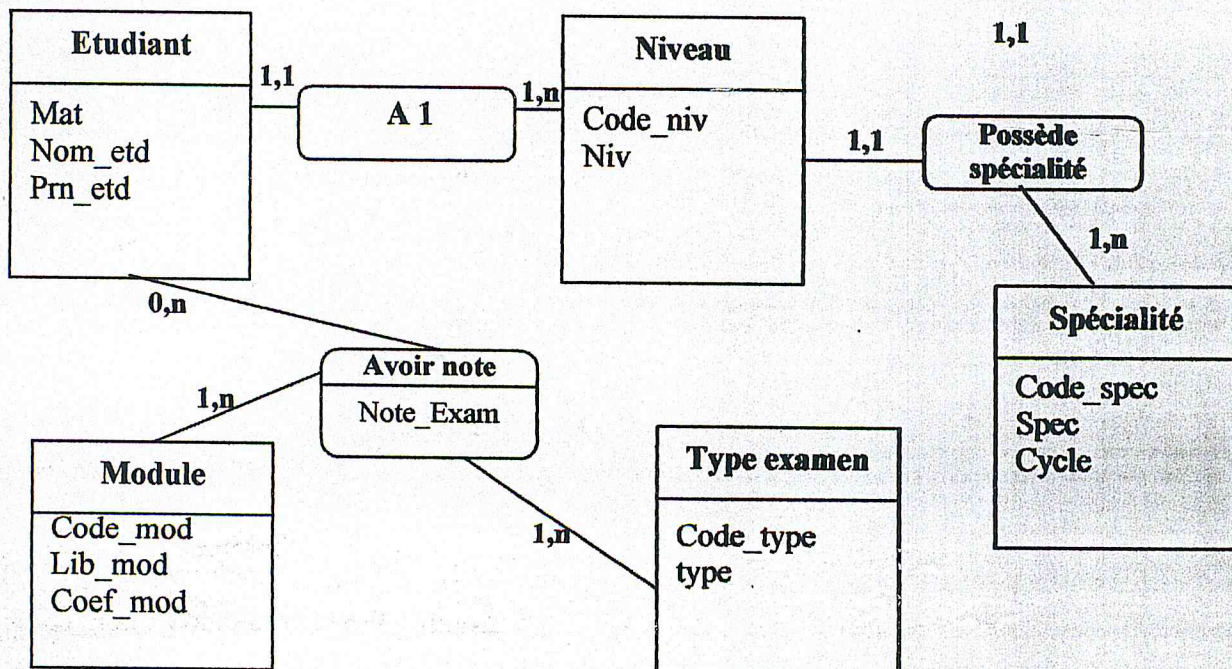 Etudiant
Mat
Nom_etd
Prn_etd
1,1
A 1
1,n
Niveau
Code_niv
Niv
1,1
1,1
Possède
spécialité
1,n
Spécialité
Code_spec
Spec
Cycle
0,n
Avoir note
Note_Exam
1,n
Module
Code_mod
Lib_mod
Coef_mod
1,n
Type examen
Code_type
type